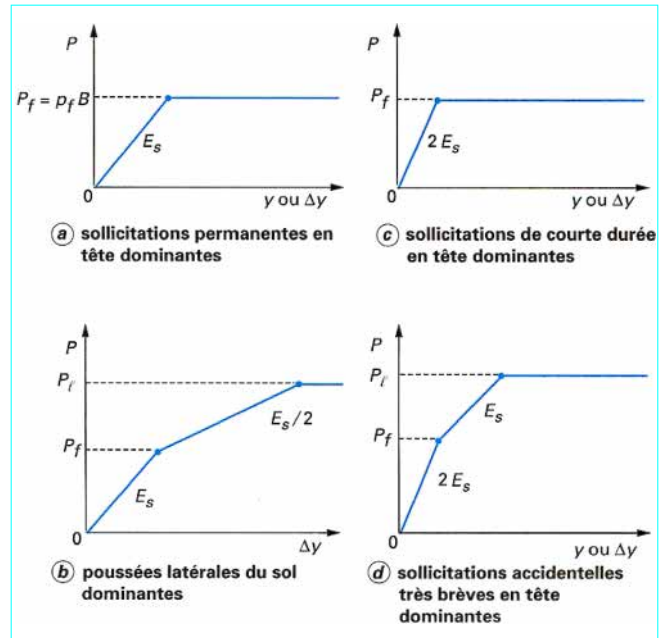 P
P_f = p_f B
E_s
0
y ou Δy
a sollicitations permanentes en
tête dominantes
P
P_f
2 E_s
0
y ou Δy
c sollicitations de courte durée
en tête dominantes
P
P_ℓ
P_f
E_s/2
E_s
0
Δy
b poussées latérales du sol
dominantes
P
P_ℓ
P_f
E_s
2 E_s
0
y ou Δy
d sollicitations accidentelles
très brèves en tête
dominantes